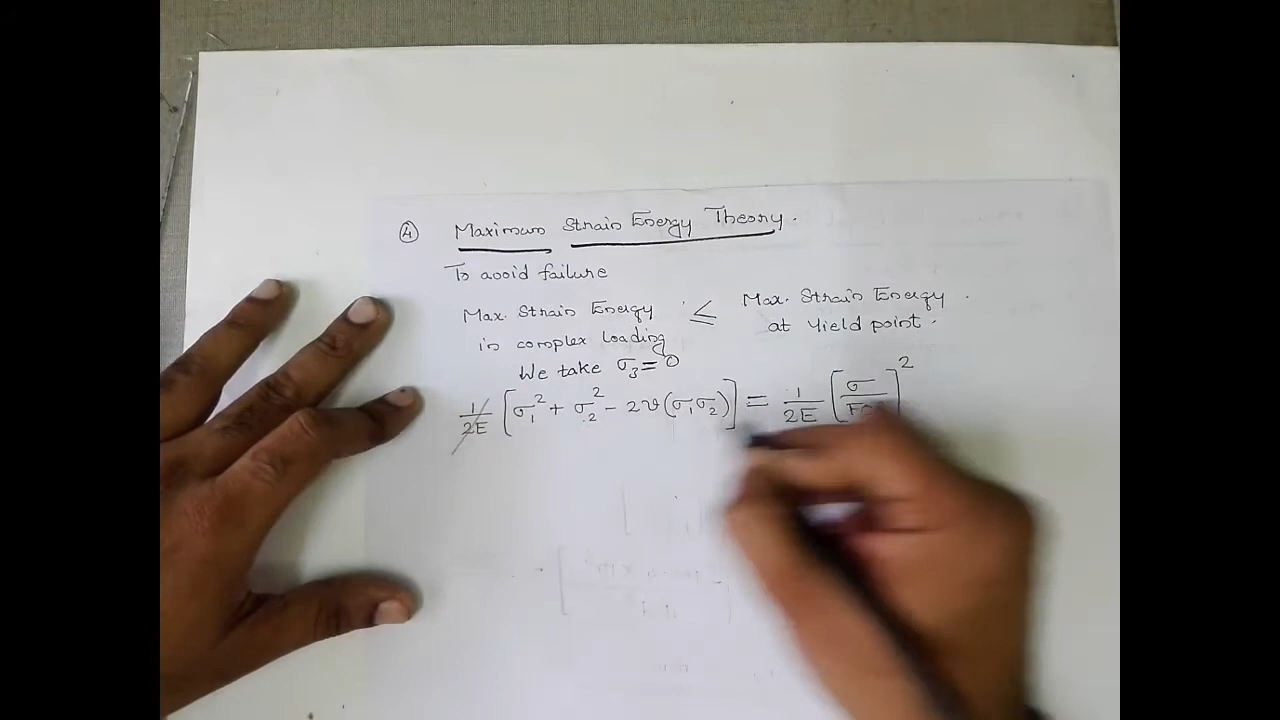 ④ Maximum Strain Energy Theory.
To avoid failure
Max. Strain Energy ≤ Max. Strain Energy.
in complex loading at yield point.
We take σ₃ = 0
1/2E [σ₁² + σ₂² - 2ν(σ₁σ₂)] = 1/2E [σ/]²